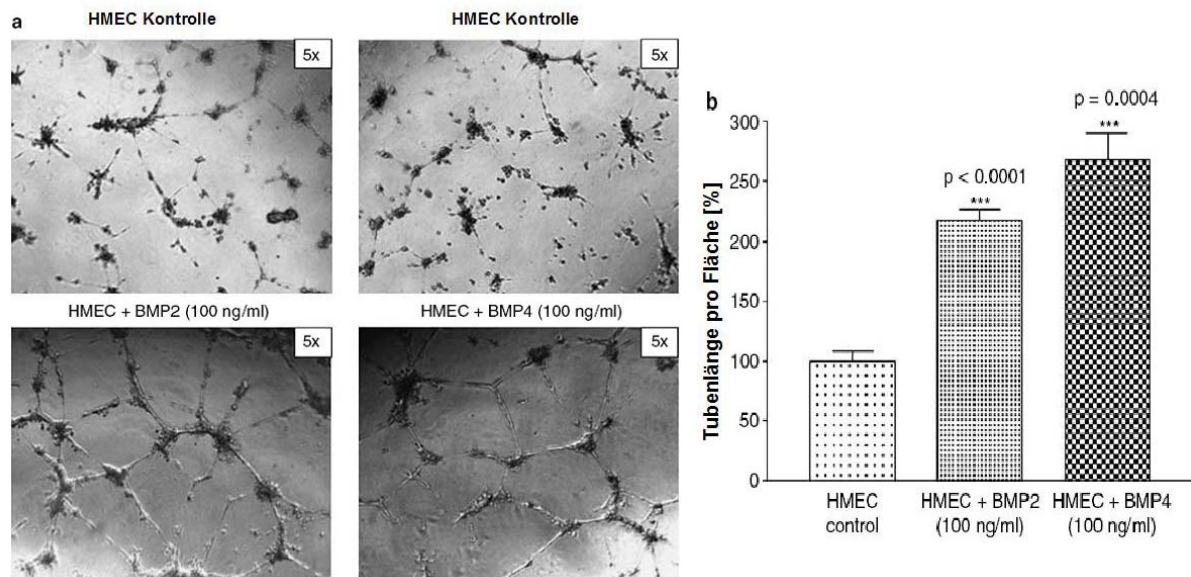 a
HMEC Kontrolle
HMEC Kontrolle
5x
5x
HMEC + BMP2 (100 ng/ml)
HMEC + BMP4 (100 ng/ml)
5x
5x
b
p = 0.0004
***
p < 0.0001
***
Tubenlänge pro Fläche [%]
300
250
200
150
100
50
0
HMEC
control
HMEC + BMP2
(100 ng/ml)
HMEC + BMP4
(100 ng/ml)